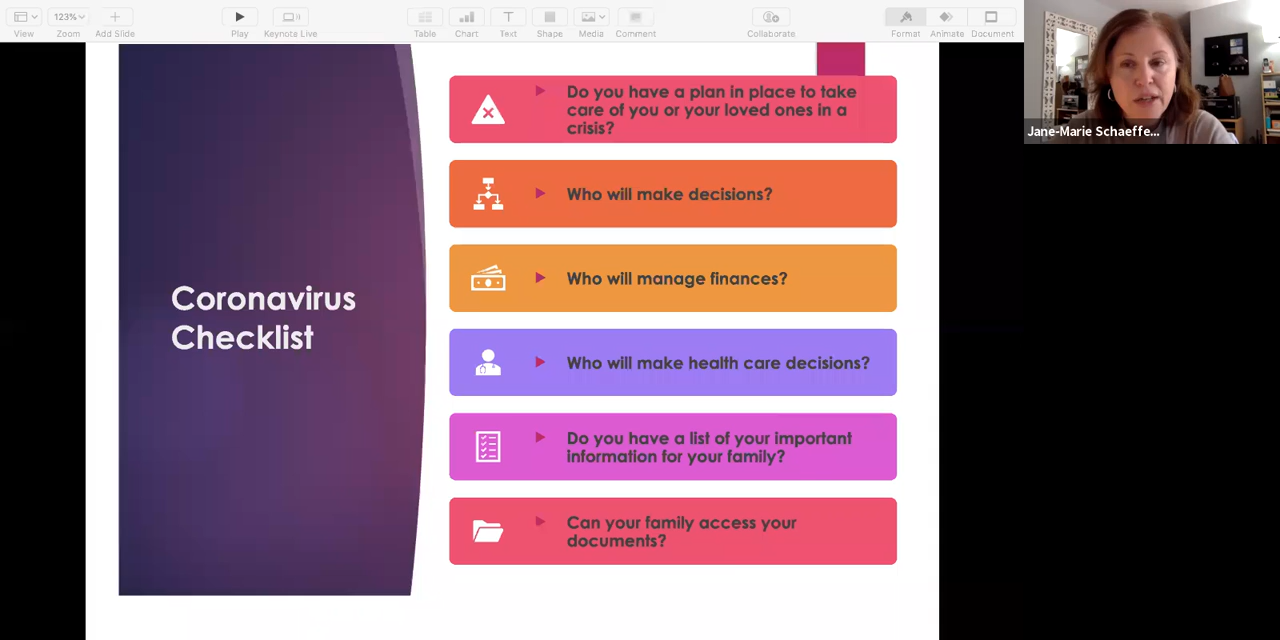 123%
View
Zoom
Add Slide
Play
Keynote Live
Table
Chart
Text
Shape
Media
Comment
Collaborate
Format
Animate
Document
Coronavirus
Checklist
Do you have a plan in place to take
care of you or your loved ones in a
crisis?
Who will make decisions?
Who will manage finances?
Who will make health care decisions?
Do you have a list of your important
information for your family?
Can your family access your
documents?
Jane-Marie Schaeffe...